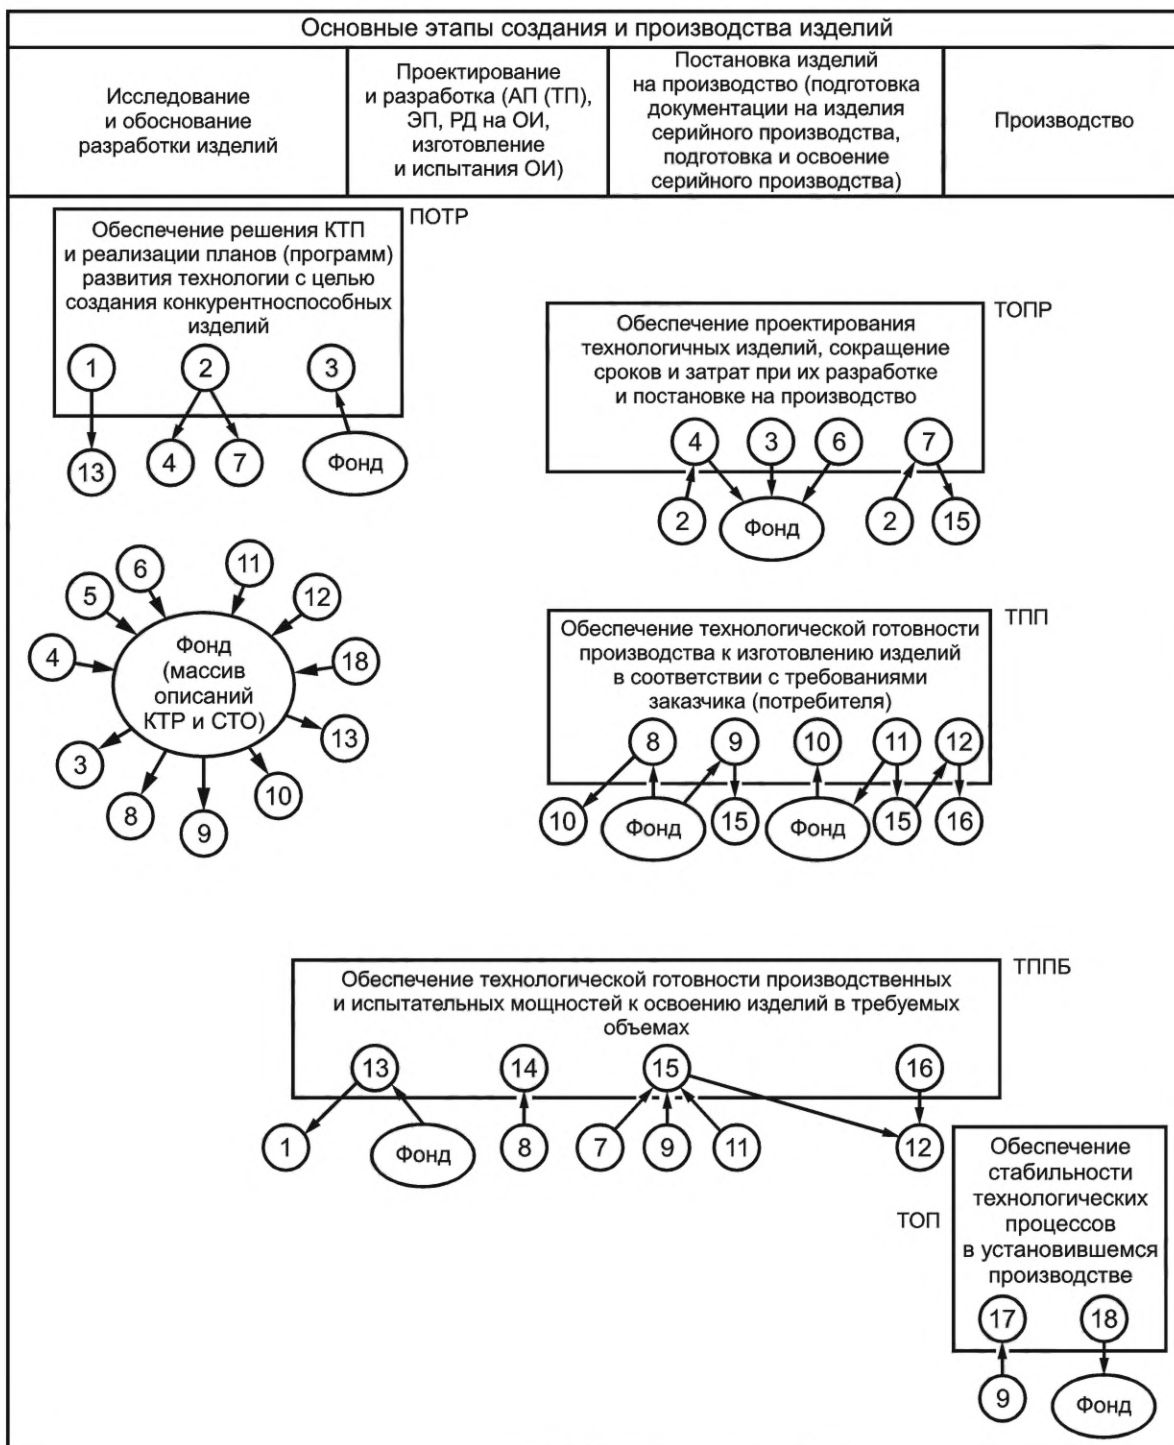 Основные этапы создания и производства изделий
Исследование
и обоснование
разработки изделий
Проектирование
и разработка (АП (ТП),
ЭП, РД на ОИ,
изготовление
и испытания ОИ)
Постановка изделий
на производство (подготовка
документации на изделия
серийного производства,
подготовка и освоение
серийного производства)
Производство
ПОТР
Обеспечение решения КТП
и реализации планов (программ)
развития технологии с целью
создания конкурентноспособных
изделий
1
2
3
13
4
7
Фонд
ТОПР
Обеспечение проектирования
технологичных изделий, сокращение
сроков и затрат при их разработке
и постановке на производство
4
3
6
7
2
Фонд
2
15
6
11
5
12
4
18
Фонд
(массив
описаний
КТР и СТО)
3
13
8
10
9
ТПП
Обеспечение технологической готовности
производства к изготовлению изделий
в соответствии с требованиями
заказчика (потребителя)
8
9
10
11
12
10
Фонд
15
Фонд
15
16
ТППБ
Обеспечение технологической готовности производственных
и испытательных мощностей к освоению изделий в требуемых
объемах
13
14
15
16
1
Фонд
8
7
9
11
12
ТОП
Обеспечение
стабильности
технологических
процессов
в установившемся
производстве
17
18
9
Фонд